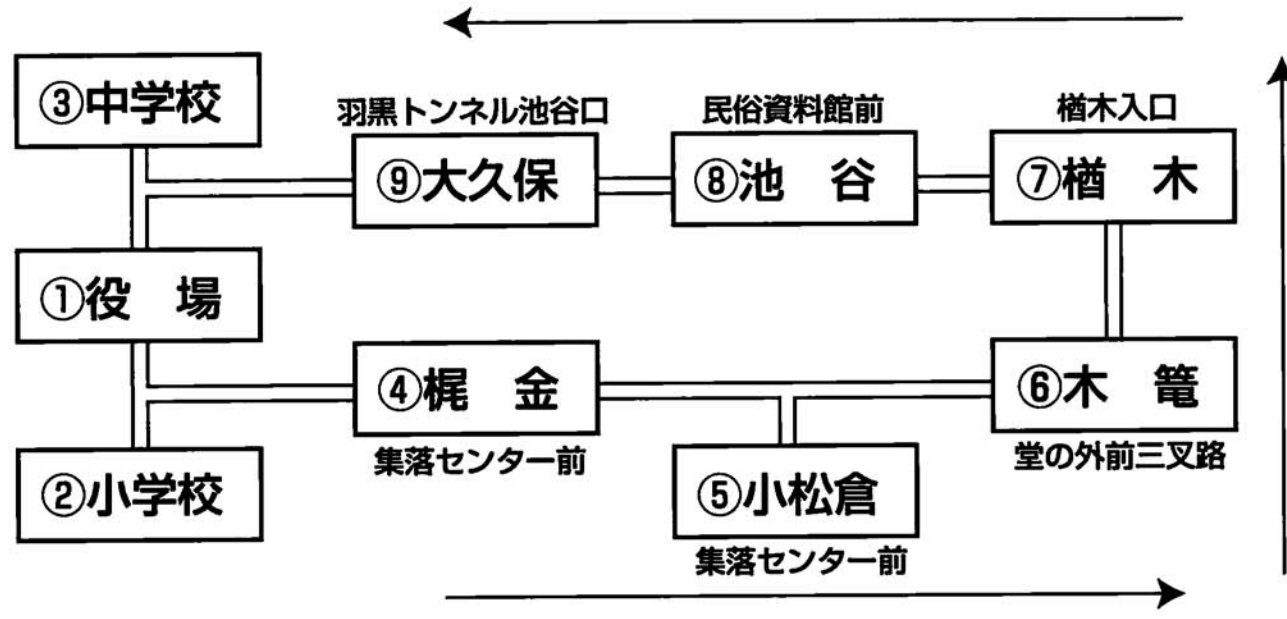 ③中学校
羽黒トンネル池谷口
⑨大久保
民俗資料館前
⑧池　谷
楢木入口
⑦楢　木
①役　場
④梶　金
集落センター前
⑥木　篭
堂の外前三叉路
②小学校
⑤小松倉
集落センター前